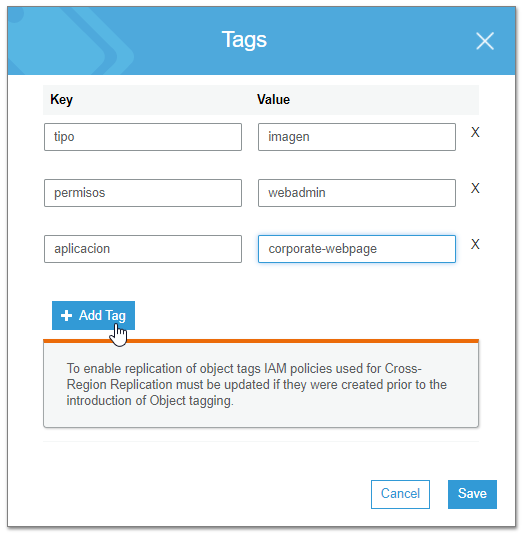 Tags
Key Value
tipo imagen X
permisos webadmin X
aplicacion corporate-webpage X
+ Add Tag
To enable replication of object tags IAM policies used for Cross-
Region Replication must be updated if they were created prior to the
introduction of Object tagging.
Cancel Save